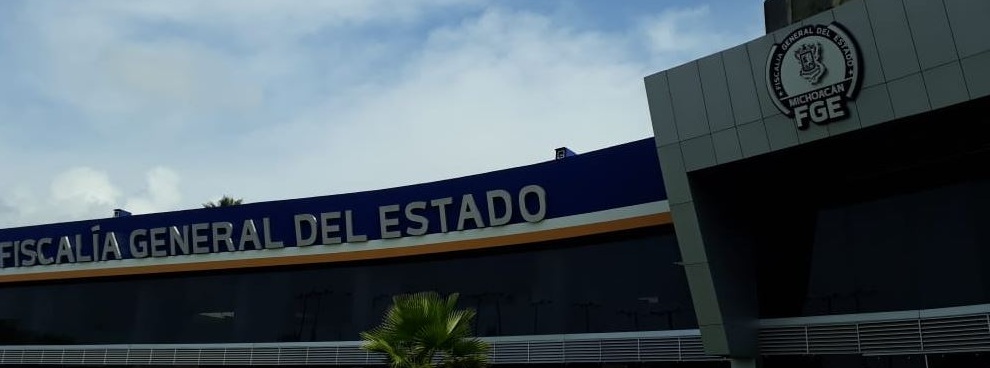 FISCALÍA GENERAL DEL ESTADO
FISCALÍA GENERAL DEL ESTADO
MICHOACÁN
FGE